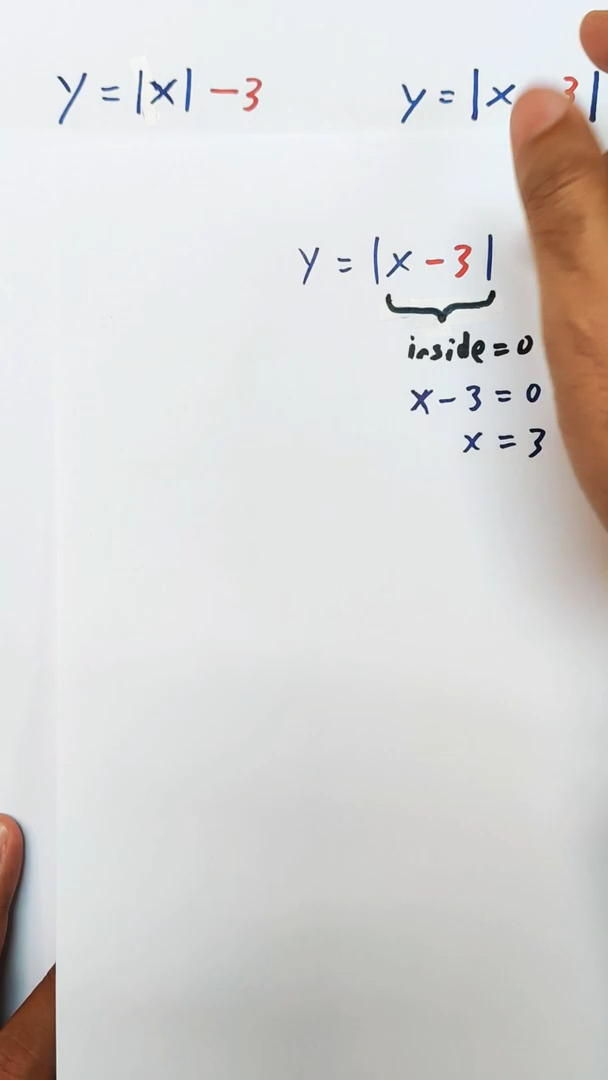 y = |x| - 3
y = |x 3|
y = |x - 3|
inside = 0
x - 3 = 0
x = 3